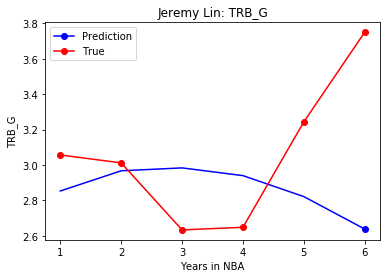 Jeremy Lin: TRB_G
Prediction
True
TRB_G
3.8
3.6
3.4
3.2
3.0
2.8
2.6
1 2 3 4 5 6
Years in NBA